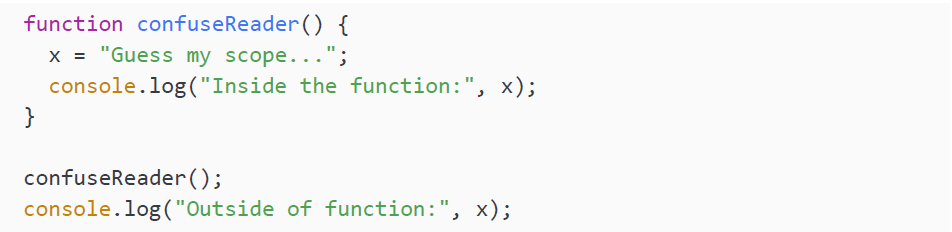 function confuseReader() {
  x = "Guess my scope...";
  console.log("Inside the function:", x);
}

confuseReader();
console.log("Outside of function:", x);